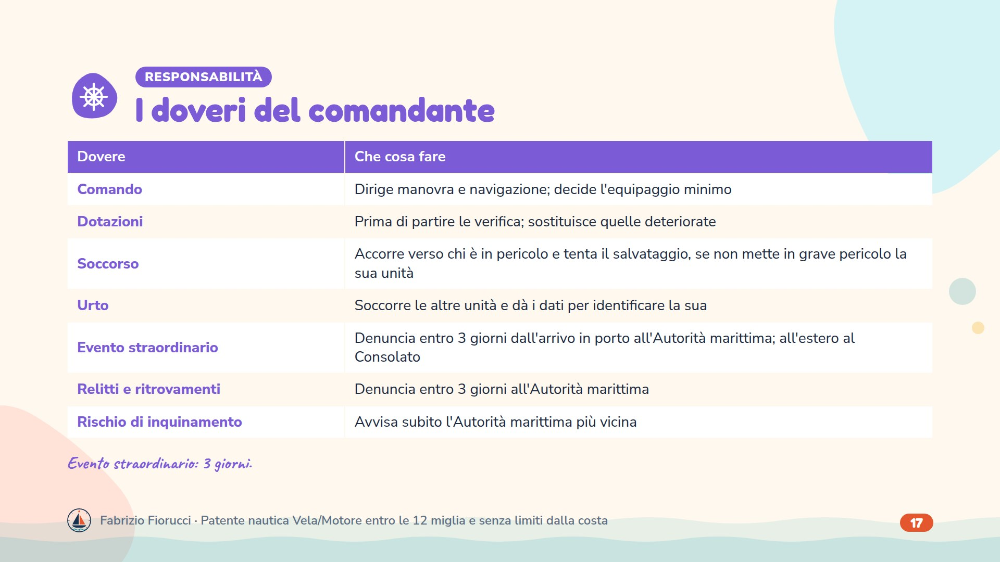 RESPONSABILITÀ
I doveri del comandante
Dovere
Che cosa fare
Comando
Dirige manovra e navigazione; decide l'equipaggio minimo
Dotazioni
Prima di partire le verifica; sostituisce quelle deteriorate
Soccorso
Accorre verso chi è in pericolo e tenta il salvataggio, se non mette in grave pericolo la
sua unità
Urto
Soccorre le altre unità e dà i dati per identificare la sua
Evento straordinario
Denuncia entro 3 giorni dall'arrivo in porto all'Autorità marittima; all'estero al
Consolato
Relitti e ritrovamenti
Denuncia entro 3 giorni all'Autorità marittima
Rischio di inquinamento
Avvisa subito l'Autorità marittima più vicina
Evento straordinario: 3 giorni.
Fabrizio Fiorucci · Patente nautica Vela/Motore entro le 12 miglia e senza limiti dalla costa
17